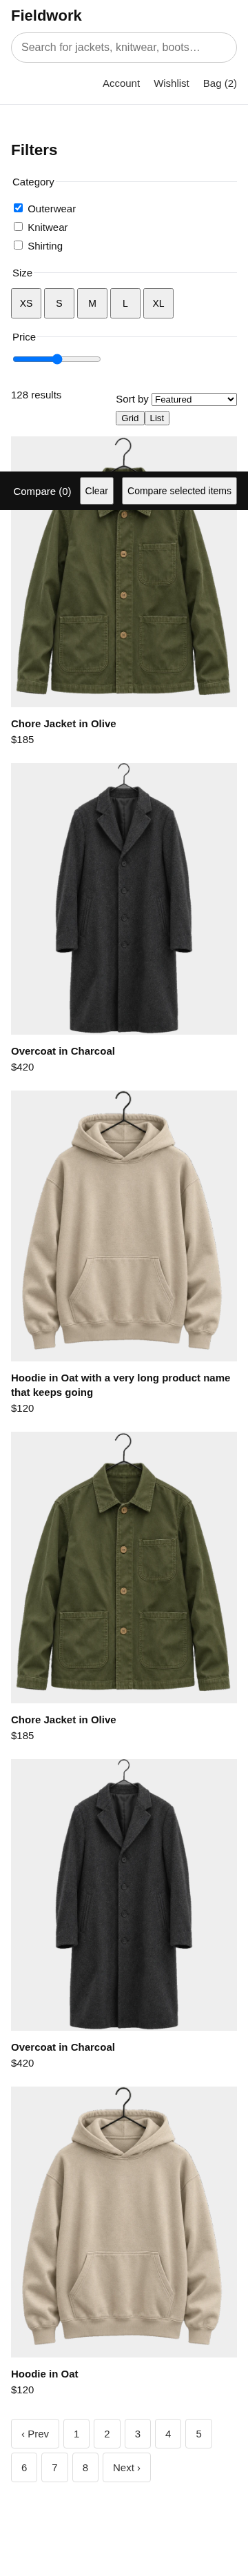 Fieldwork
Search for jackets, knitwear, boots…
Account Wishlist Bag (2)
Filters
Category
Outerwear
Knitwear
Shirting
Size
XS S M L XL
Price
128 results
Sort by Featured
Grid List
Compare (0) Clear Compare selected items
Chore Jacket in Olive
$185
Overcoat in Charcoal
$420
Hoodie in Oat with a very long product name
that keeps going
$120
Chore Jacket in Olive
$185
Overcoat in Charcoal
$420
Hoodie in Oat
$120
‹ Prev 1 2 3 4 5
6 7 8 Next ›